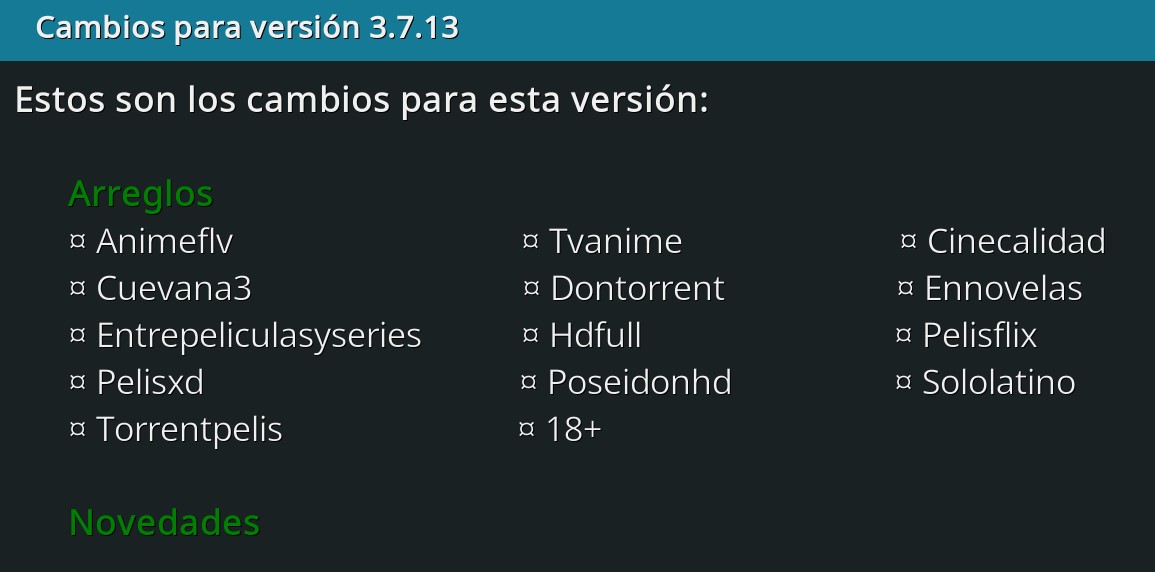 Cambios para versión 3.7.13
Estos son los cambios para esta versión:
Arreglos
¤ Animeflv ¤ Tvanime ¤ Cinecalidad
¤ Cuevana3 ¤ Dontorrent ¤ Ennovelas
¤ Entrepeliculasyseries ¤ Hdfull ¤ Pelisflix
¤ Pelisxd ¤ Poseidonhd ¤ Sololatino
¤ Torrentpelis ¤ 18+
Novedades